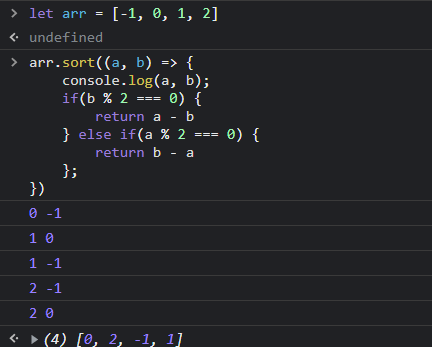 > let arr = [-1, 0, 1, 2]
undefined
> arr.sort((a, b) => {
console.log(a, b);
if(b % 2 === 0) {
return a - b
} else if(a % 2 === 0) {
return b - a
};
})
0 -1
1 0
1 -1
2 -1
2 0
(4) [0, 2, -1, 1]